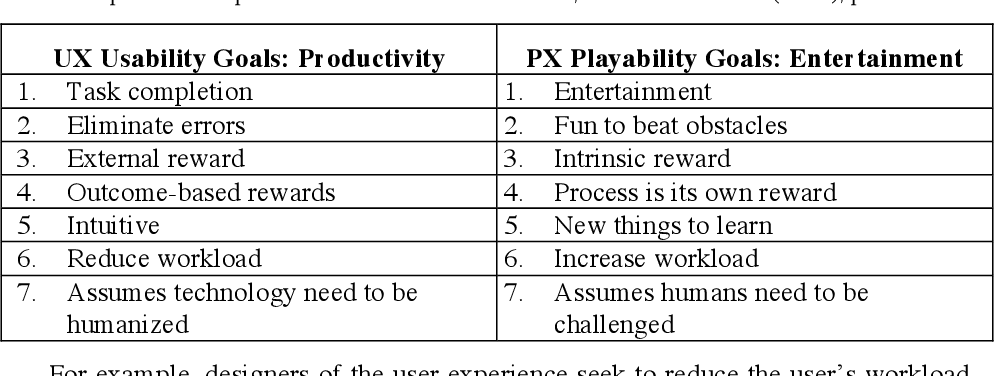 UX Usability Goals: Productivity PX Playability Goals: Entertainment
1. Task completion 1. Entertainment
2. Eliminate errors 2. Fun to beat obstacles
3. External reward 3. Intrinsic reward
4. Outcome-based rewards 4. Process is its own reward
5. Intuitive 5. New things to learn
6. Reduce workload 6. Increase workload
7. Assumes technology need to be 7. Assumes humans need to be
humanized challenged
For example, designers of the user experience seek to reduce the user's workload